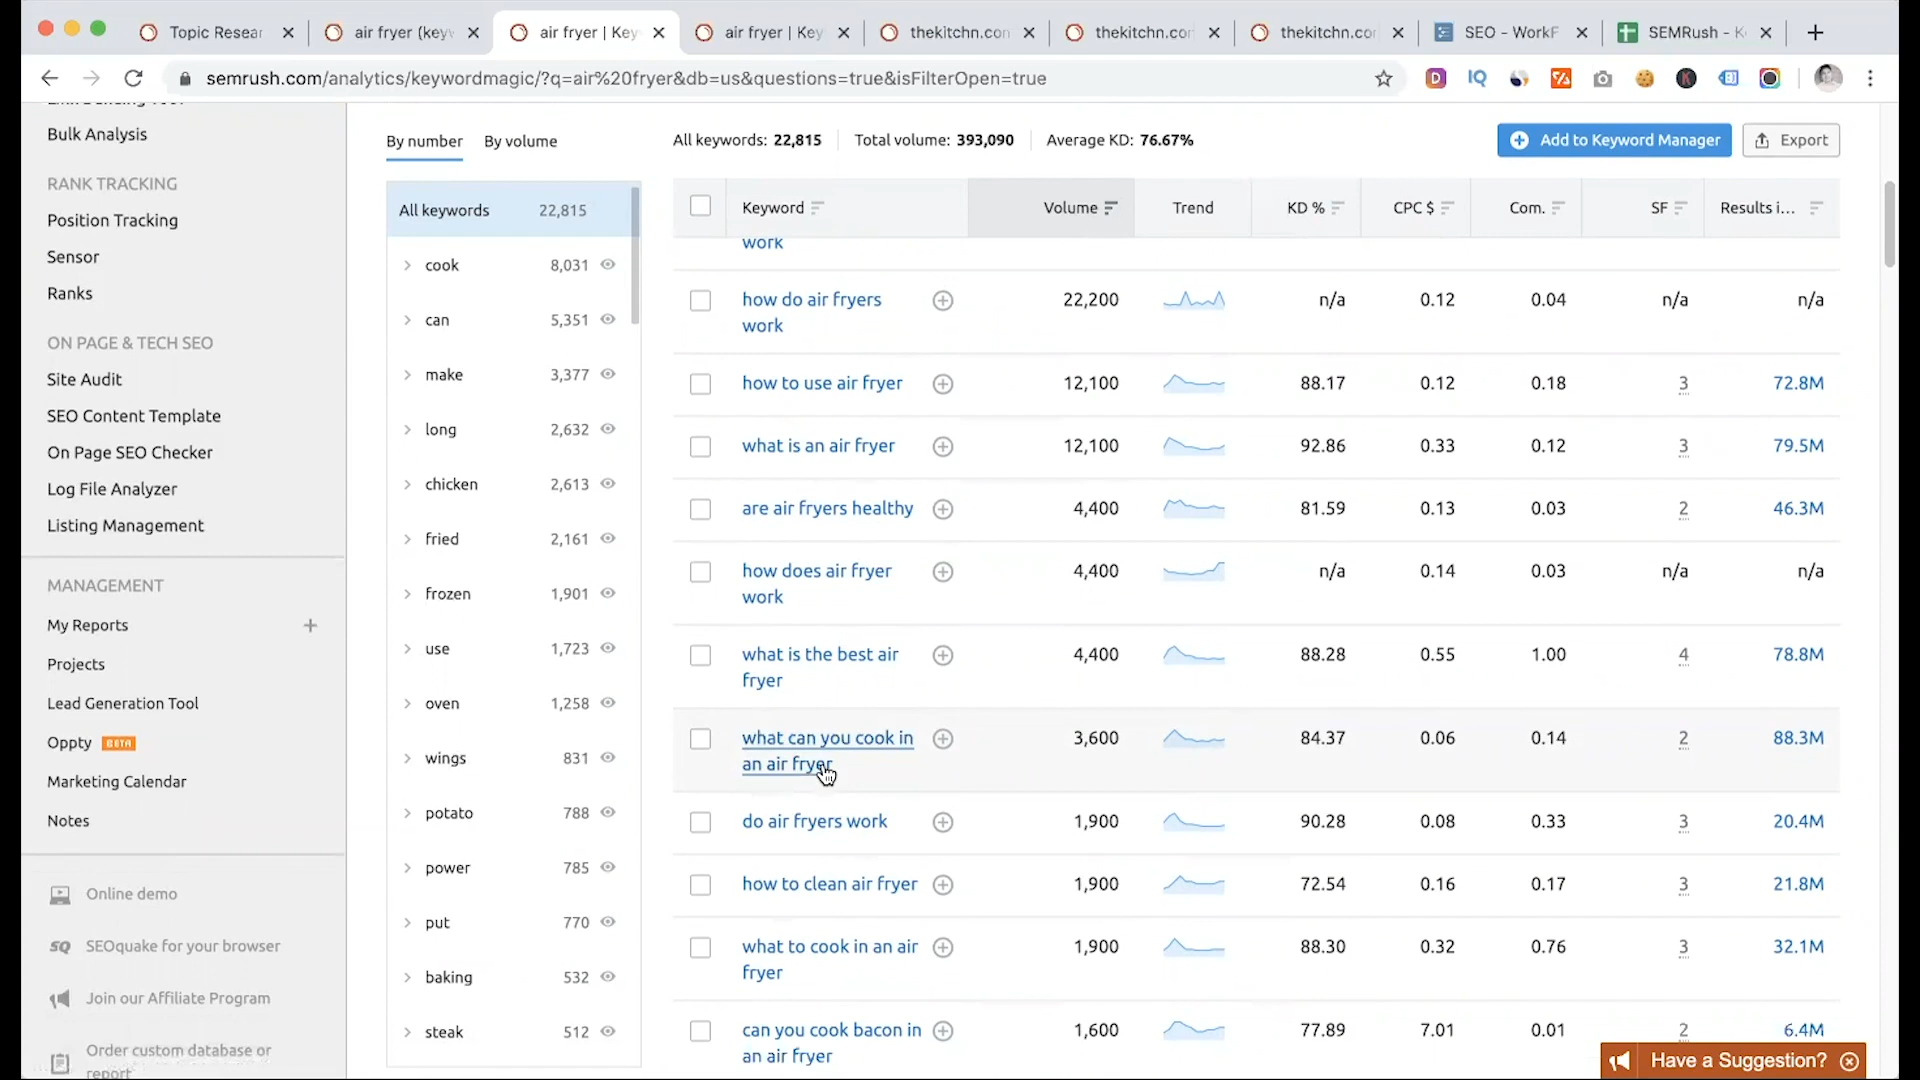 Topic Resear
air fryer (keyw
air fryer | Key
air fryer | Key
thekitchn.con
thekitchn.con
thekitchn.con
SEO - WorkF
SEMRush - K
semrush.com/analytics/keywordmagic/?q=air%20fryer&db=us&questions=true&isFilterOpen=true
Bulk Analysis
RANK TRACKING
Position Tracking
Sensor
Ranks
ON PAGE & TECH SEO
Site Audit
SEO Content Template
On Page SEO Checker
Log File Analyzer
Listing Management
MANAGEMENT
My Reports
Projects
Lead Generation Tool
Oppty BETA
Marketing Calendar
Notes
Online demo
SEOquake for your browser
Join our Affiliate Program
Order custom database or
report
By number By volume
All keywords 22,815
cook 8,031
can 5,351
make 3,377
long 2,632
chicken 2,613
fried 2,161
frozen 1,901
use 1,723
oven 1,258
wings 831
potato 788
power 785
put 770
baking 532
steak 512
All keywords: 22,815 Total volume: 393,090 Average KD: 76.67%
Add to Keyword Manager Export
Keyword Volume Trend KD % CPC $ Com. SF Results i...
work
how do air fryers 22,200 n/a 0.12 0.04 n/a n/a
work
how to use air fryer 12,100 88.17 0.12 0.18 3 72.8M
what is an air fryer 12,100 92.86 0.33 0.12 3 79.5M
are air fryers healthy 4,400 81.59 0.13 0.03 2 46.3M
how does air fryer 4,400 n/a 0.14 0.03 n/a n/a
work
what is the best air 4,400 88.28 0.55 1.00 4 78.8M
fryer
what can you cook in 3,600 84.37 0.06 0.14 2 88.3M
an air fryer
do air fryers work 1,900 90.28 0.08 0.33 3 20.4M
how to clean air fryer 1,900 72.54 0.16 0.17 3 21.8M
what to cook in an air 1,900 88.30 0.32 0.76 3 32.1M
fryer
can you cook bacon in 1,600 77.89 7.01 0.01 2 6.4M
an air fryer
Have a Suggestion?